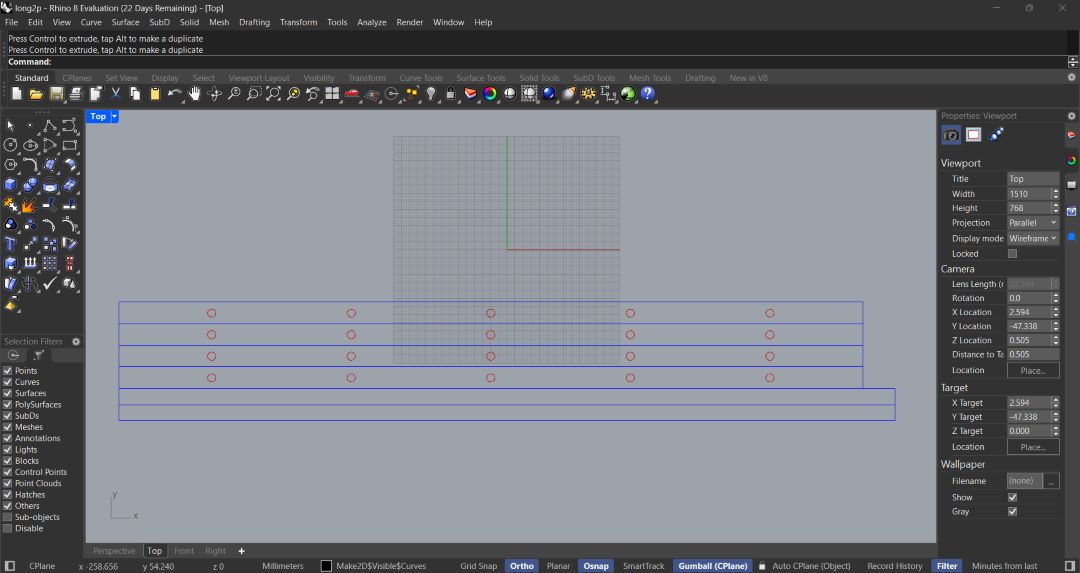 long2p - Rhino 8 Evaluation (22 Days Remaining) - [Top]
File Edit View Curve Surface SubD Solid Mesh Drafting Transform Tools Analyze Render Window Help
Press Control to extrude, tap Alt to make a duplicate
Press Control to extrude, tap Alt to make a duplicate
Command:
Standard CPlanes Set View Display Select Viewport Layout Visibility Transform Curve Tools Surface Tools Solid Tools SubD Tools Mesh Tools Drafting New in V8
Top
Properties: Viewport
Viewport
Title Top
Width 1510
Height 768
Projection Parallel
Display mode Wireframe
Locked
Camera
Lens Length (r
Rotation 0.0
X Location 2.594
Y Location -47.338
Z Location 0.505
Distance to Ta 0.505
Location Place...
Target
X Target 2.594
Y Target -47.338
Z Target 0.000
Location Place...
Wallpaper
Filename (none) ...
Show
Gray
Selection Filters
Points
Curves
Surfaces
PolySurfaces
SubDs
Meshes
Annotations
Lights
Blocks
Control Points
Point Clouds
Hatches
Others
Sub-objects
Disable
y
x
Perspective Top Front Right
CPlane x -258.656 y 54.240 z 0 Millimeters Make2D$Visible$Curves Grid Snap Ortho Planar Osnap SmartTrack Gumball (CPlane) Auto CPlane (Object) Record History Filter Minutes from last